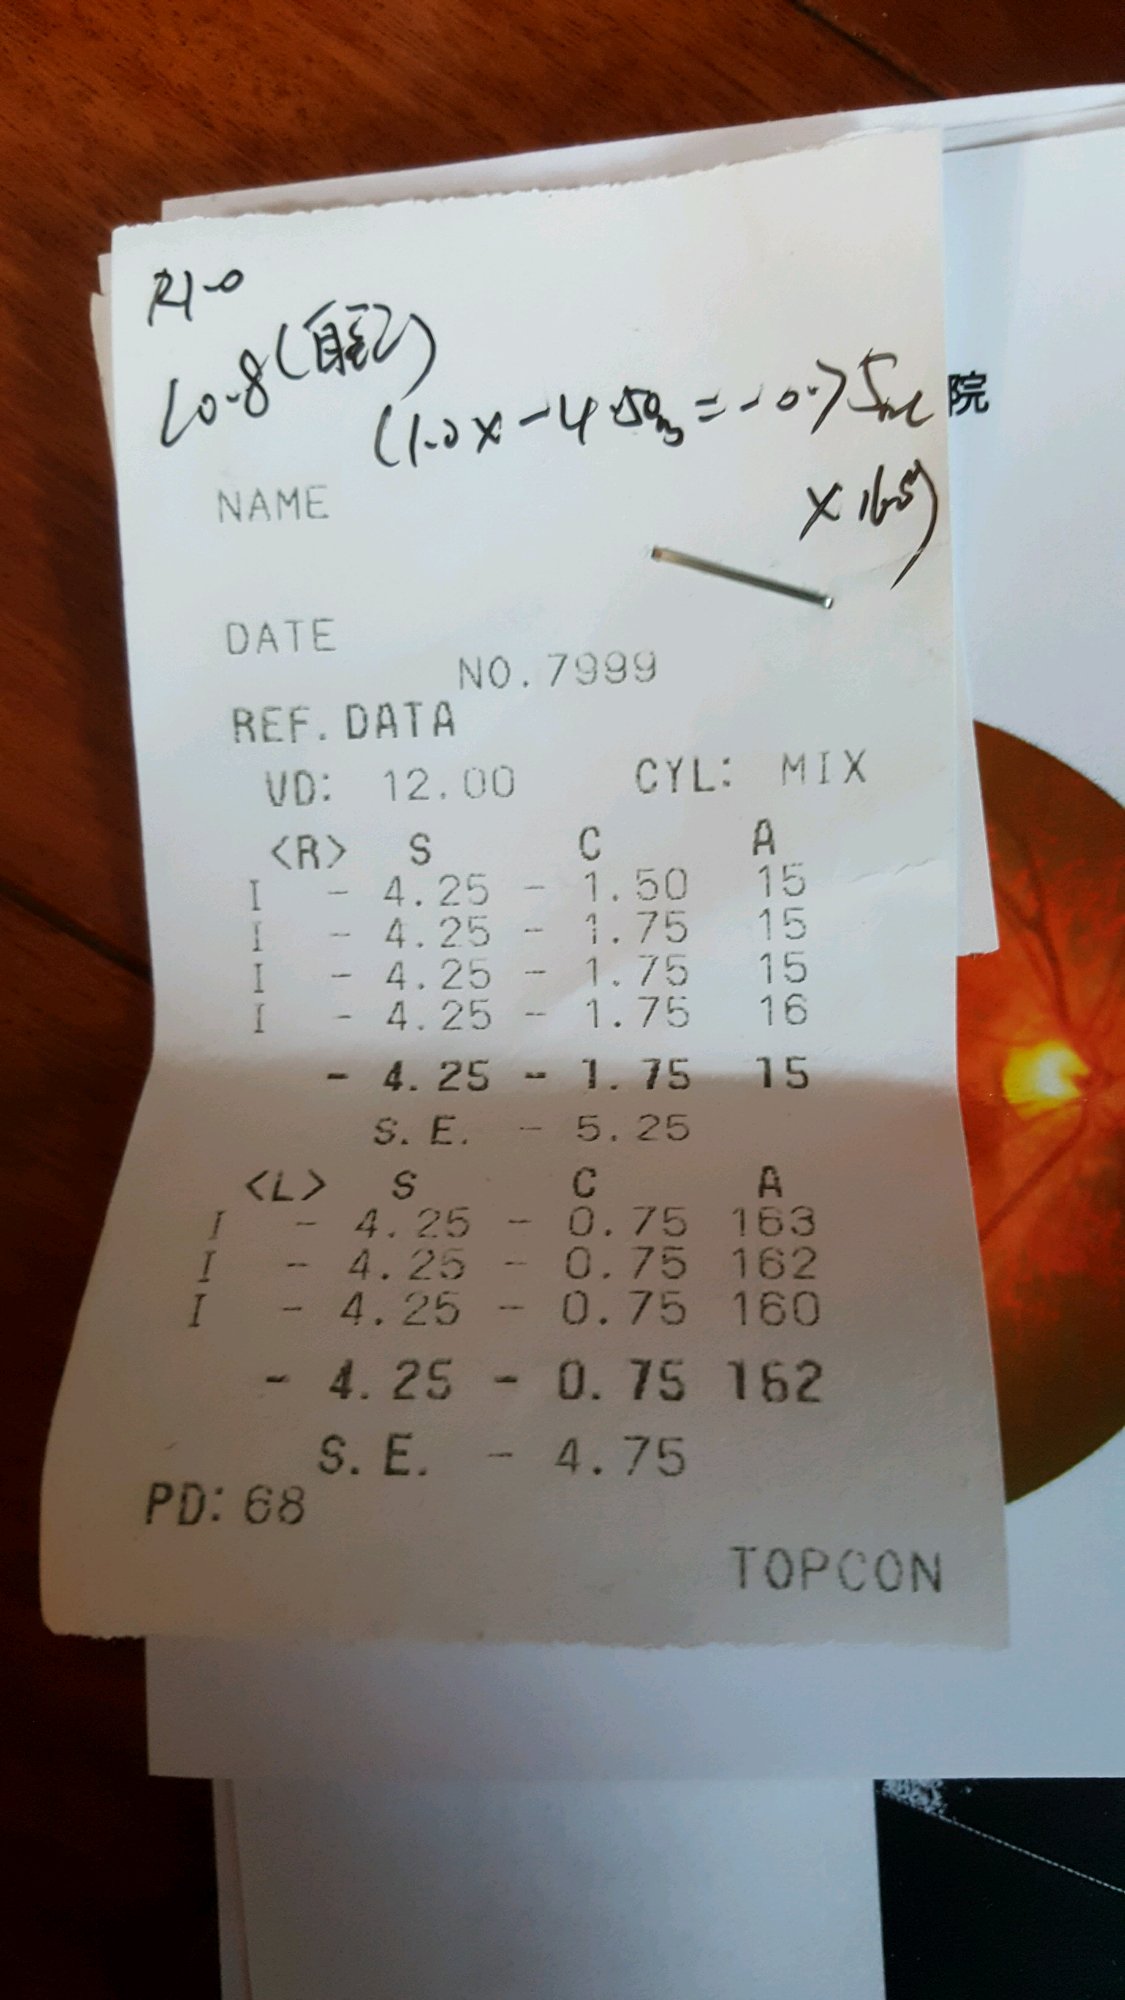 R1.0
L0.8(自配)
(1.0x-4.50 = -0.75
x165)
院
NAME
DATE
NO.7999
REF.DATA
VD: 12.00 CYL: MIX
<R> S C A
I - 4.25 - 1.50 15
I - 4.25 - 1.75 15
I - 4.25 - 1.75 15
I - 4.25 - 1.75 16
- 4.25 - 1.75 15
S.E. - 5.25
<L> S C A
I - 4.25 - 0.75 163
I - 4.25 - 0.75 162
I - 4.25 - 0.75 160
- 4.25 - 0.75 162
S.E. - 4.75
PD: 68
TOPCON